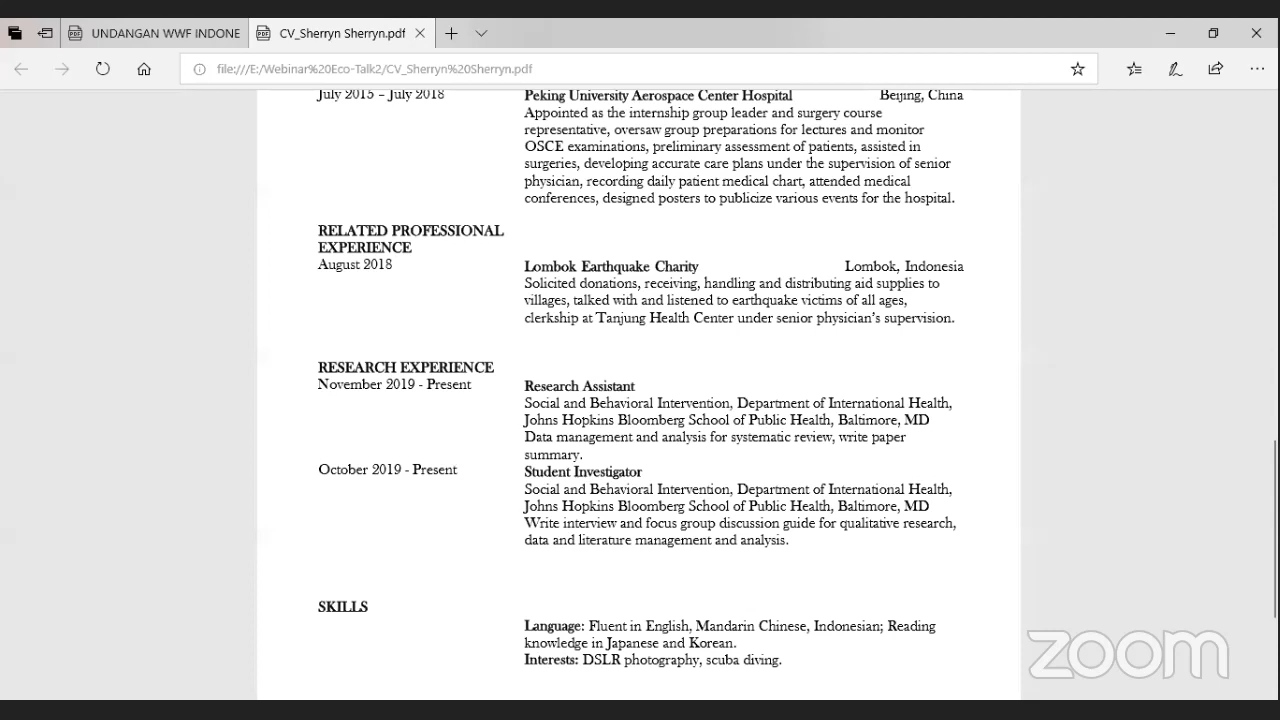 UNDANGAN WWF INDONE
CV_Sherryn Sherryn.pdf
file:///E:/Webinar%20Eco-Talk2/CV_Sherryn%20Sherryn.pdf
July 2015 – July 2018 Peking University Aerospace Center Hospital Beijing, China
Appointed as the internship group leader and surgery course
representative, oversaw group preparations for lectures and monitor
OSCE examinations, preliminary assessment of patients, assisted in
surgeries, developing accurate care plans under the supervision of senior
physician, recording daily patient medical chart, attended medical
conferences, designed posters to publicize various events for the hospital.
RELATED PROFESSIONAL
EXPERIENCE
August 2018 Lombok Earthquake Charity Lombok, Indonesia
Solicited donations, receiving, handling and distributing aid supplies to
villages, talked with and listened to earthquake victims of all ages,
clerkship at Tanjung Health Center under senior physician's supervision.
RESEARCH EXPERIENCE
November 2019 - Present Research Assistant
Social and Behavioral Intervention, Department of International Health,
Johns Hopkins Bloomberg School of Public Health, Baltimore, MD
Data management and analysis for systematic review, write paper
summary.
October 2019 - Present Student Investigator
Social and Behavioral Intervention, Department of International Health,
Johns Hopkins Bloomberg School of Public Health, Baltimore, MD
Write interview and focus group discussion guide for qualitative research,
data and literature management and analysis.
SKILLS
Language: Fluent in English, Mandarin Chinese, Indonesian; Reading
knowledge in Japanese and Korean.
Interests: DSLR photography, scuba diving.
zoom